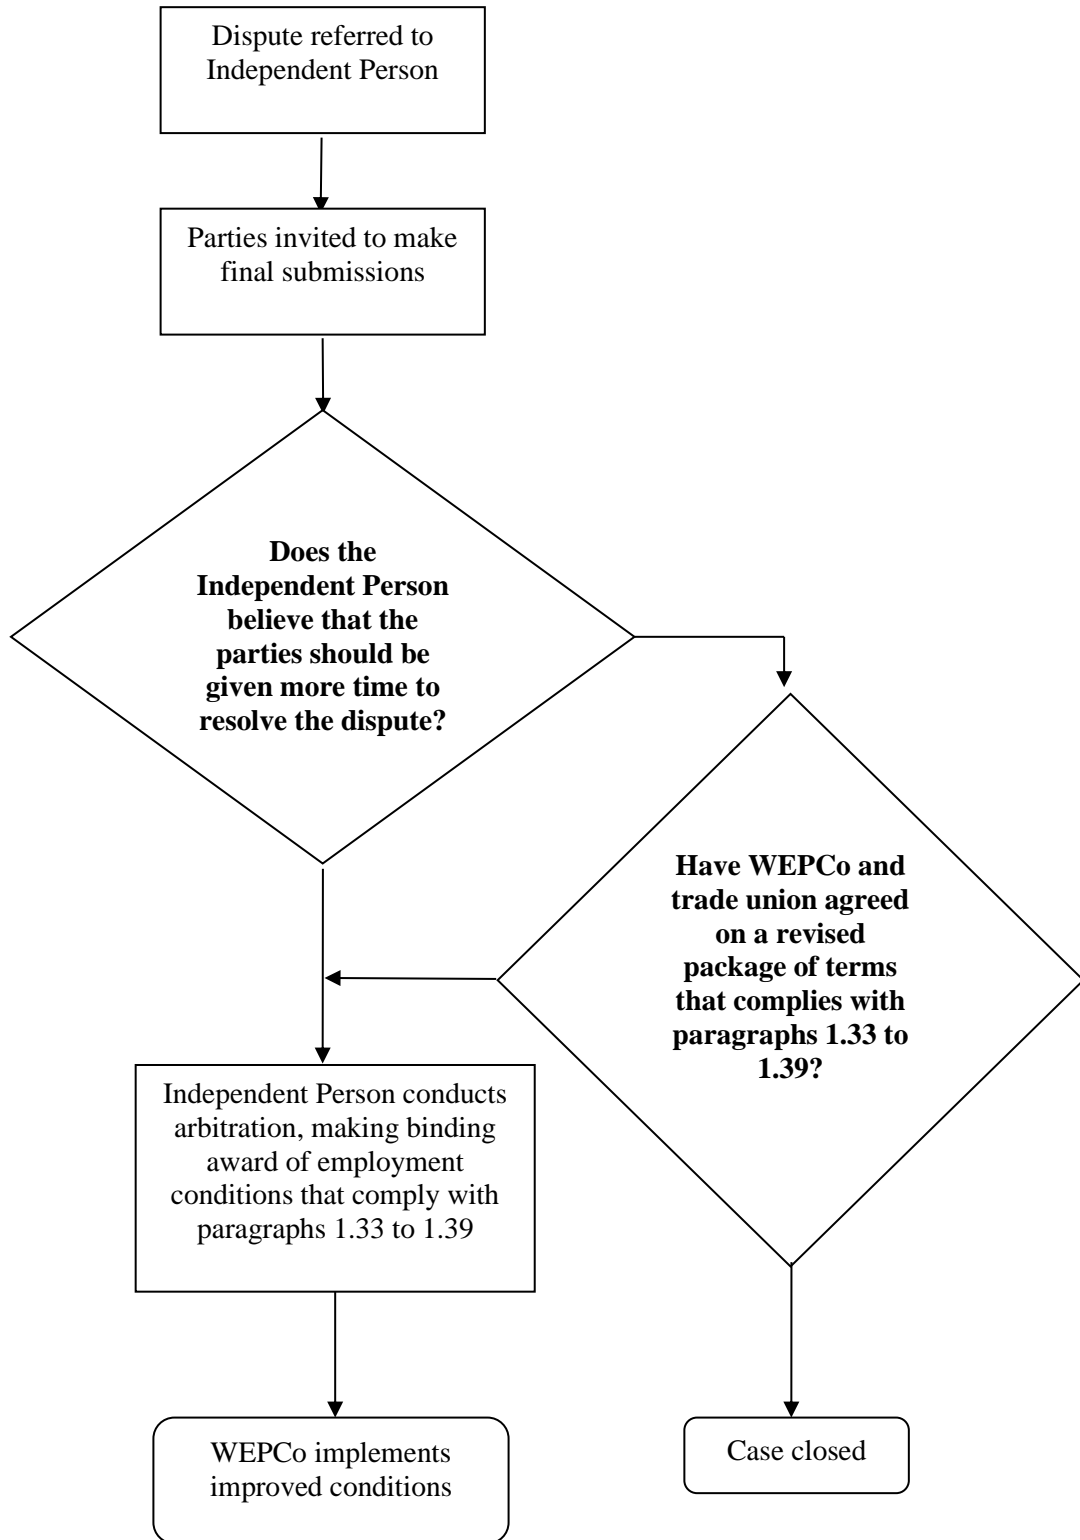 Dispute referred to
Independent Person
Parties invited to make
final submissions
Does the
Independent Person
believe that the
parties should be
given more time to
resolve the dispute?
Have WEPCo and
trade union agreed
on a revised
package of terms
that complies with
paragraphs 1.33 to
1.39?
Independent Person conducts
arbitration, making binding
award of employment
conditions that comply with
paragraphs 1.33 to 1.39
WEPCo implements
improved conditions
Case closed